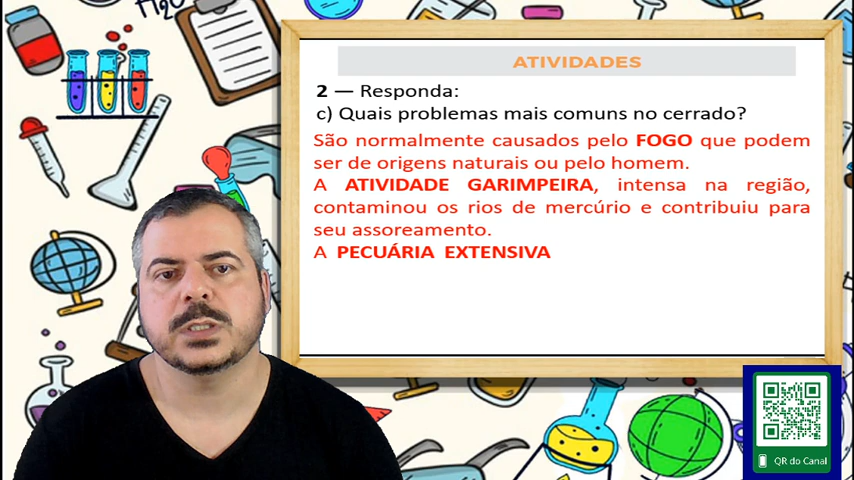 H2O
ATIVIDADES
2 — Responda:
c) Quais problemas mais comuns no cerrado?
São normalmente causados pelo FOGO que podem
ser de origens naturais ou pelo homem.
A ATIVIDADE GARIMPEIRA, intensa na região,
contaminou os rios de mercúrio e contribuiu para
seu assoreamento.
A PECUÁRIA EXTENSIVA
QR do Canal